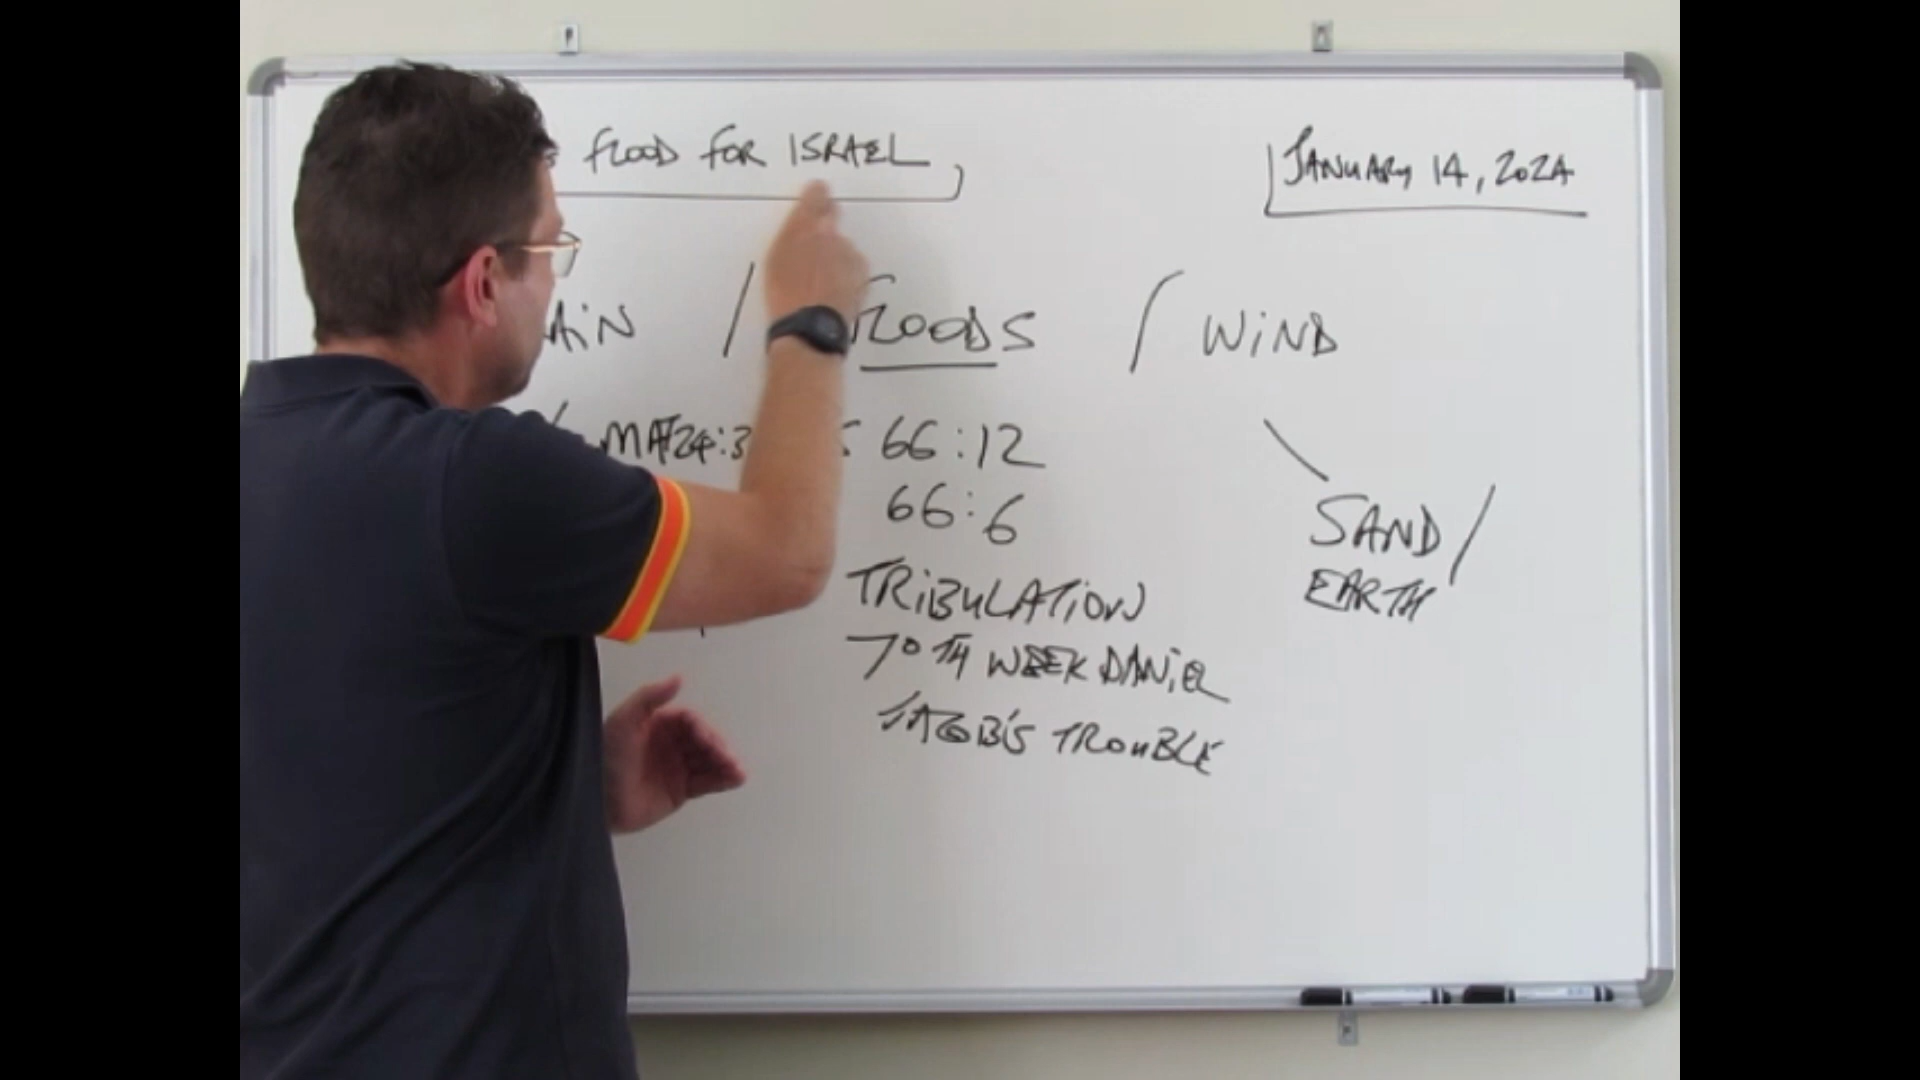 FLOOD FOR ISRAEL
JANUARY 14, 2024
AIN / FLOODS / WIND
MAT24:3 66:12
66:6
SAND /
EARTH
TRiBULATiON
70TH WEEK DANiEL
JACOB'S TROUBLE